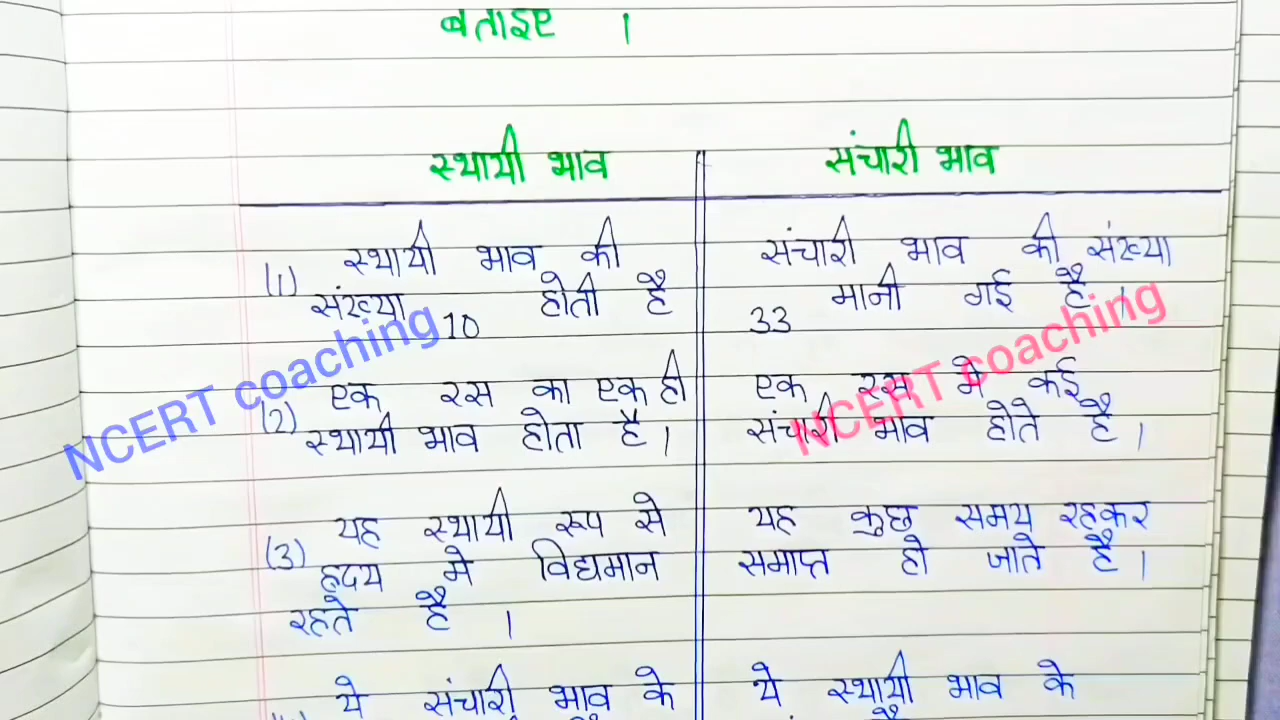 बताइए ।
स्थायी भाव
संचारी भाव
(1) स्थायी भाव की
संख्या 10 होती है
संचारी भाव की संख्या
33 मानी गई है ।
(2) एक रस का एक ही
स्थायी भाव होता है ।
एक रस मे कई
संचारी भाव होते है ।
(3) यह स्थायी रूप से
हृदय मे विद्यमान
रहते है ।
यह कुछ समय रहकर
समाप्त हो जाते है ।
ये संचारी भाव के
ये स्थायी भाव के
NCERT coaching
NCERT coaching